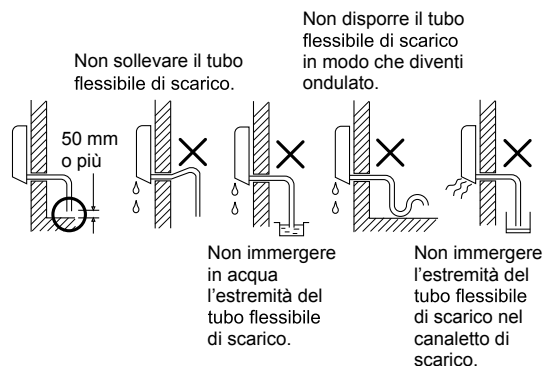 Non sollevare il tubo
flessibile di scarico.
Non disporre il tubo
flessibile di scarico
in modo che diventi
ondulato.
50 mm
o più
Non immergere
in acqua
l'estremità del
tubo flessibile
di scarico.
Non immergere
l'estremità del
tubo flessibile
di scarico nel
canaletto di
scarico.